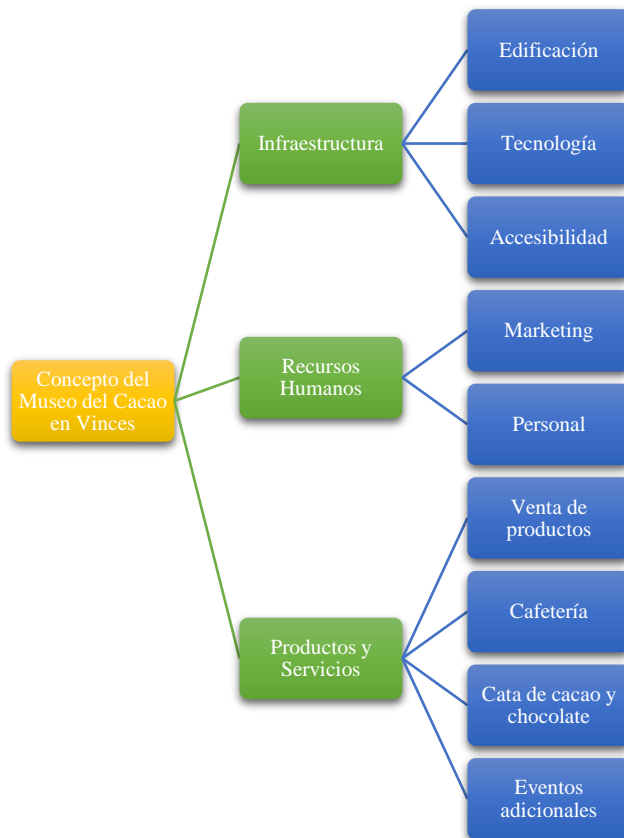 Concepto del
Museo del Cacao
en Vinces
Infraestructura
Edificación
Tecnología
Accesibilidad
Recursos
Humanos
Marketing
Personal
Productos y
Servicios
Venta de
productos
Cafetería
Cata de cacao y
chocolate
Eventos
adicionales